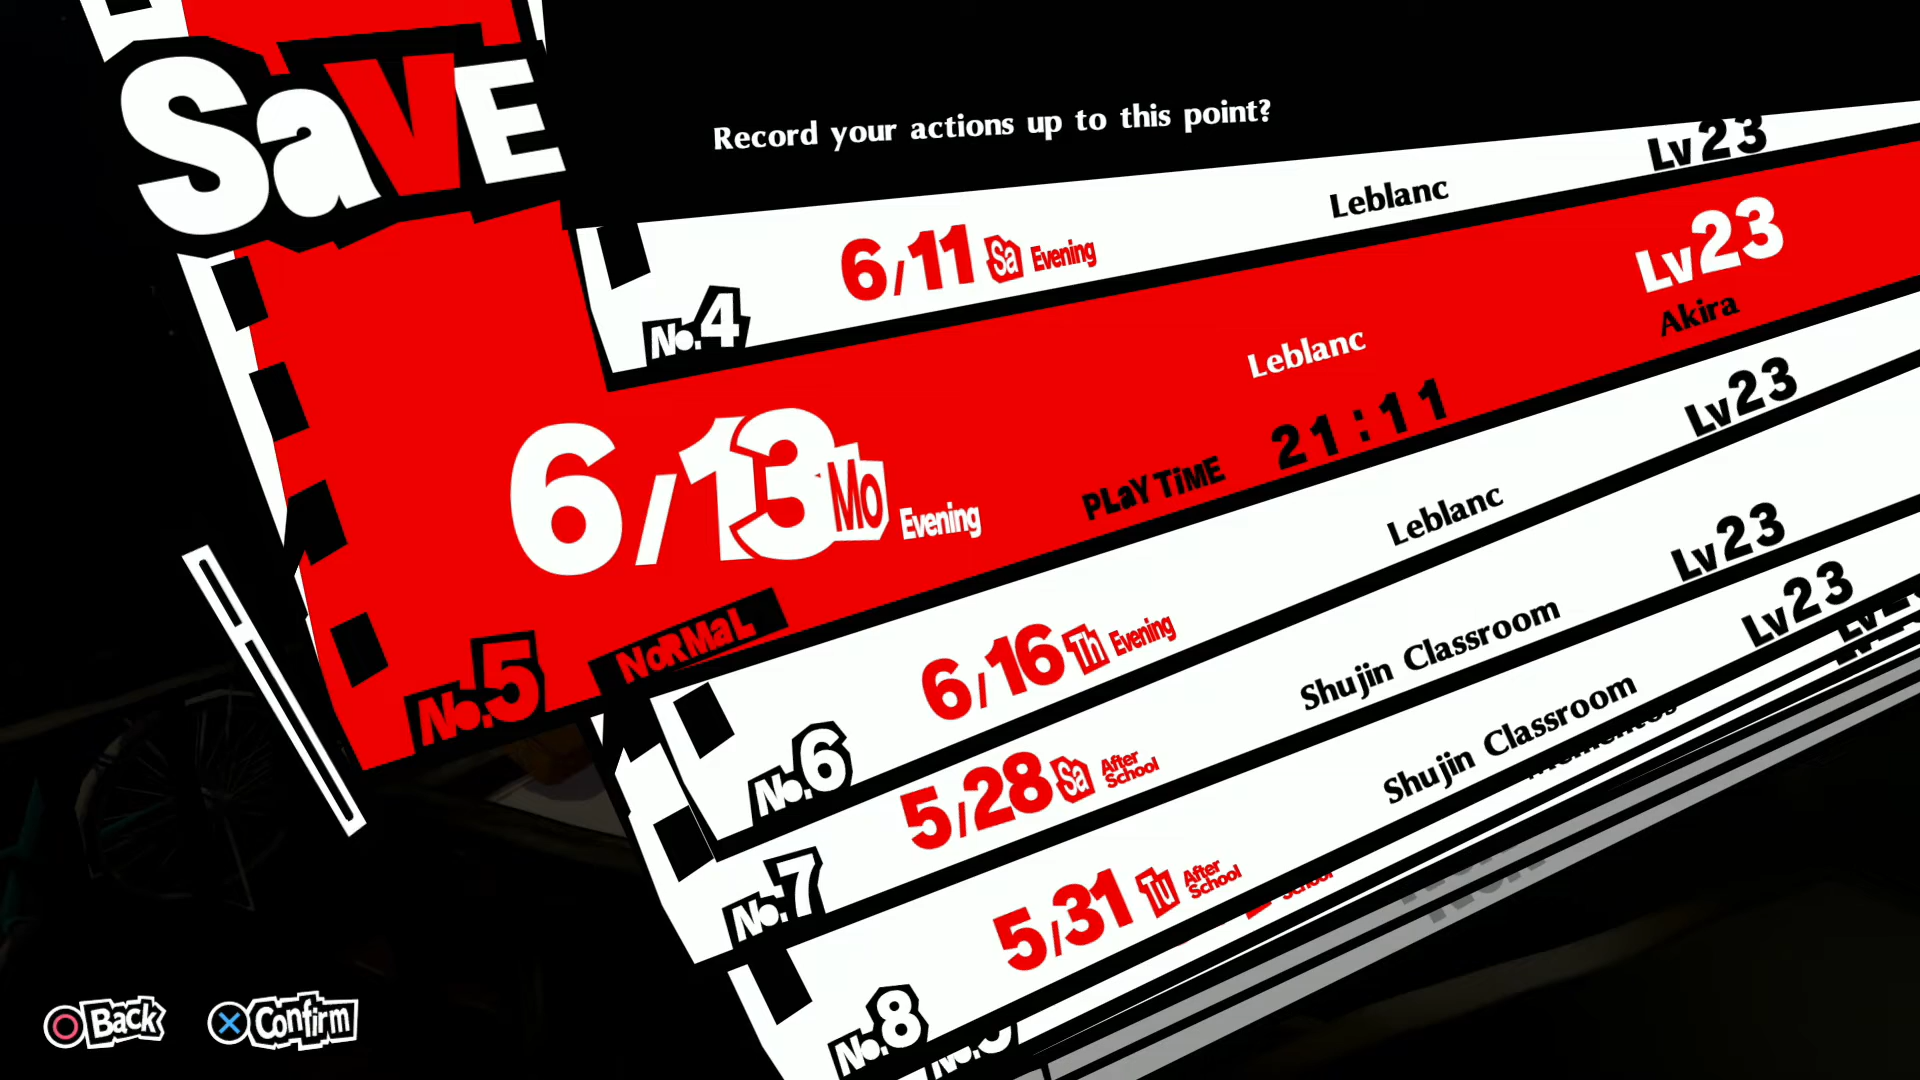 SaVE
Record your actions up to this point?
No.4 6/11 Sa Evening Leblanc Lv23
6/13 Mo Evening Leblanc Lv23
PLaY TiME 21:11 Akira
No.5 NoRMaL
No.6 6/16 Th Evening Leblanc Lv23
No.7 5/28 Sa After School Shujin Classroom Lv23
No.8 5/31 Tu After School Shujin Classroom Lv23
Back Confirm